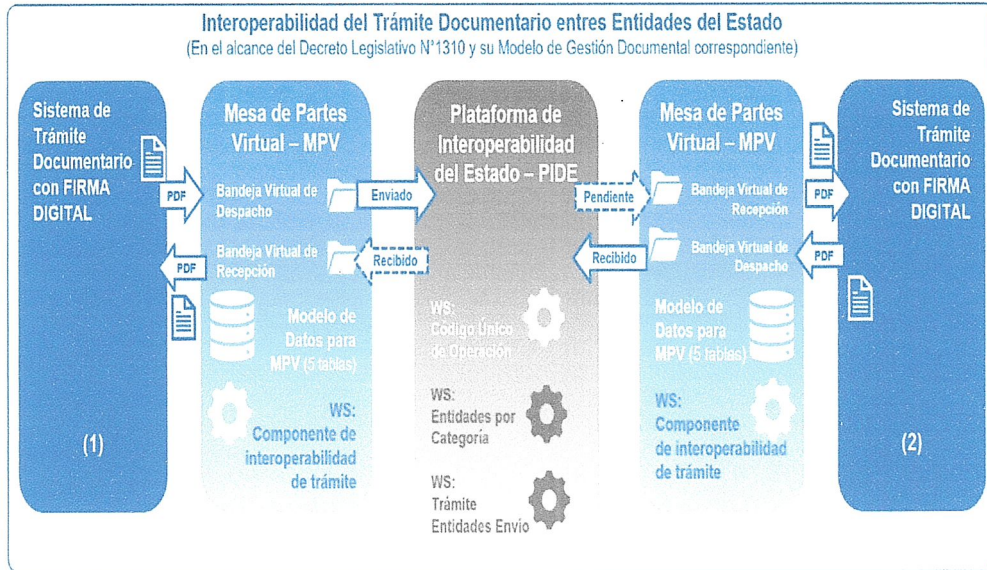 Interoperabilidad del Trámite Documentario entres Entidades del Estado
(En el alcance del Decreto Legislativo N°1310 y su Modelo de Gestión Documental correspondiente)
Sistema de
Trámite
Documentario
con FIRMA
DIGITAL
PDF
PDF
(1)
Mesa de Partes
Virtual – MPV
Bandeja Virtual de
Despacho
Enviado
Bandeja Virtual de
Recepción
Recibido
Modelo de
Datos para
MPV (5 tablas)
WS:
Componente de
interoperabilidad
de trámite
Plataforma de
Interoperabilidad
del Estado – PIDE
WS:
Código Único
de Operación
WS:
Entidades por
Categoría
WS:
Trámite
Entidades Envio
Mesa de Partes
Virtual – MPV
Pendiente
Bandeja Virtual de
Recepción
Recibido
Bandeja Virtual de
Despacho
Modelo de
Datos para
MPV (5 tablas)
WS:
Componente
de interoperabilidad
de trámite
Sistema de
Trámite
Documentario
con FIRMA
DIGITAL
PDF
PDF
(2)